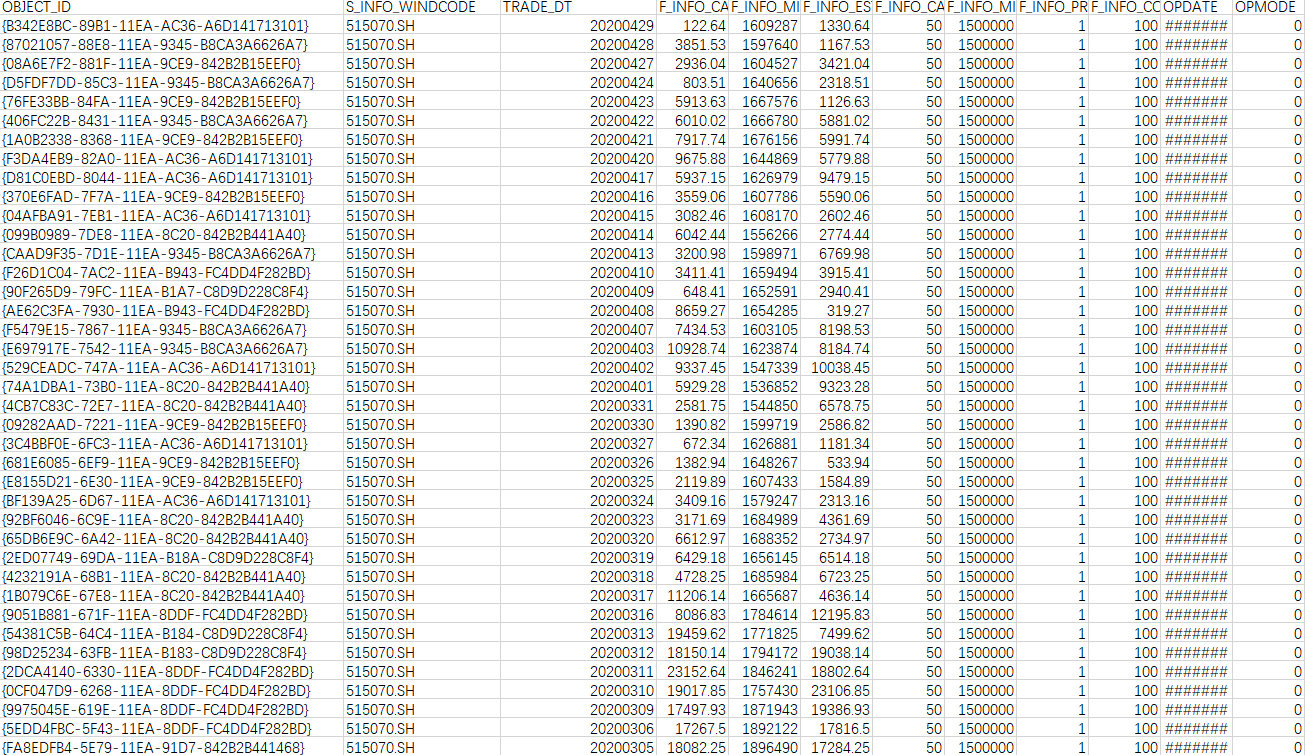 OBJECT_ID S_INFO_WINDCODE TRADE_DT F_INFO_CA F_INFO_MI F_INFO_ES F_INFO_CA F_INFO_MI F_INFO_PR F_INFO_CO OPDATE OPMODE
{B342E8BC-89B1-11EA-AC36-A6D141713101} 515070.SH 20200429 122.64 1609287 1330.64 50 1500000 1 100 ####### 0
{87021057-88E8-11EA-9345-B8CA3A6626A7} 515070.SH 20200428 3851.53 1597640 1167.53 50 1500000 1 100 ####### 0
{08A6E7F2-881F-11EA-9CE9-842B2B15EEF0} 515070.SH 20200427 2936.04 1604527 3421.04 50 1500000 1 100 ####### 0
{D5FDF7DD-85C3-11EA-9345-B8CA3A6626A7} 515070.SH 20200424 803.51 1640656 2318.51 50 1500000 1 100 ####### 0
{76FE33BB-84FA-11EA-9CE9-842B2B15EEF0} 515070.SH 20200423 5913.63 1667576 1126.63 50 1500000 1 100 ####### 0
{406FC22B-8431-11EA-9345-B8CA3A6626A7} 515070.SH 20200422 6010.02 1666780 5881.02 50 1500000 1 100 ####### 0
{1A0B2338-8368-11EA-9CE9-842B2B15EEF0} 515070.SH 20200421 7917.74 1676156 5991.74 50 1500000 1 100 ####### 0
{F3DA4EB9-82A0-11EA-AC36-A6D141713101} 515070.SH 20200420 9675.88 1644869 5779.88 50 1500000 1 100 ####### 0
{D81C0EBD-8044-11EA-AC36-A6D141713101} 515070.SH 20200417 5937.15 1626979 9479.15 50 1500000 1 100 ####### 0
{370E6FAD-7F7A-11EA-9CE9-842B2B15EEF0} 515070.SH 20200416 3559.06 1607786 5590.06 50 1500000 1 100 ####### 0
{04AFBA91-7EB1-11EA-AC36-A6D141713101} 515070.SH 20200415 3082.46 1608170 2602.46 50 1500000 1 100 ####### 0
{099B0989-7DE8-11EA-8C20-842B2B441A40} 515070.SH 20200414 6042.44 1556266 2774.44 50 1500000 1 100 ####### 0
{CAAD9F35-7D1E-11EA-9345-B8CA3A6626A7} 515070.SH 20200413 3200.98 1598971 6769.98 50 1500000 1 100 ####### 0
{F26D1C04-7AC2-11EA-B943-FC4DD4F282BD} 515070.SH 20200410 3411.41 1659494 3915.41 50 1500000 1 100 ####### 0
{90F265D9-79FC-11EA-B1A7-C8D9D228C8F4} 515070.SH 20200409 648.41 1652591 2940.41 50 1500000 1 100 ####### 0
{AE62C3FA-7930-11EA-B943-FC4DD4F282BD} 515070.SH 20200408 8659.27 1654285 319.27 50 1500000 1 100 ####### 0
{F5479E15-7867-11EA-9345-B8CA3A6626A7} 515070.SH 20200407 7434.53 1603105 8198.53 50 1500000 1 100 ####### 0
{E697917E-7542-11EA-9345-B8CA3A6626A7} 515070.SH 20200403 10928.74 1623874 8184.74 50 1500000 1 100 ####### 0
{529CEADC-747A-11EA-AC36-A6D141713101} 515070.SH 20200402 9337.45 1547339 10038.45 50 1500000 1 100 ####### 0
{74A1DBA1-73B0-11EA-8C20-842B2B441A40} 515070.SH 20200401 5929.28 1536852 9323.28 50 1500000 1 100 ####### 0
{4CB7C83C-72E7-11EA-8C20-842B2B441A40} 515070.SH 20200331 2581.75 1544850 6578.75 50 1500000 1 100 ####### 0
{09282AAD-7221-11EA-9CE9-842B2B15EEF0} 515070.SH 20200330 1390.82 1599719 2586.82 50 1500000 1 100 ####### 0
{3C4BBF0E-6FC3-11EA-AC36-A6D141713101} 515070.SH 20200327 672.34 1626881 1181.34 50 1500000 1 100 ####### 0
{681E6085-6EF9-11EA-9CE9-842B2B15EEF0} 515070.SH 20200326 1382.94 1648267 533.94 50 1500000 1 100 ####### 0
{E8155D21-6E30-11EA-9CE9-842B2B15EEF0} 515070.SH 20200325 2119.89 1607433 1584.89 50 1500000 1 100 ####### 0
{BF139A25-6D67-11EA-AC36-A6D141713101} 515070.SH 20200324 3409.16 1579247 2313.16 50 1500000 1 100 ####### 0
{92BF6046-6C9E-11EA-8C20-842B2B441A40} 515070.SH 20200323 3171.69 1684989 4361.69 50 1500000 1 100 ####### 0
{65DB6E9C-6A42-11EA-8C20-842B2B441A40} 515070.SH 20200320 6612.97 1688352 2734.97 50 1500000 1 100 ####### 0
{2ED07749-69DA-11EA-B18A-C8D9D228C8F4} 515070.SH 20200319 6429.18 1656145 6514.18 50 1500000 1 100 ####### 0
{4232191A-68B1-11EA-8C20-842B2B441A40} 515070.SH 20200318 4728.25 1685984 6723.25 50 1500000 1 100 ####### 0
{1B079C6E-67E8-11EA-8C20-842B2B441A40} 515070.SH 20200317 11206.14 1665687 4636.14 50 1500000 1 100 ####### 0
{9051B881-671F-11EA-8DDF-FC4DD4F282BD} 515070.SH 20200316 8086.83 1784614 12195.83 50 1500000 1 100 ####### 0
{54381C5B-64C4-11EA-B184-C8D9D228C8F4} 515070.SH 20200313 19459.62 1771825 7499.62 50 1500000 1 100 ####### 0
{98D25234-63FB-11EA-B183-C8D9D228C8F4} 515070.SH 20200312 18150.14 1794172 19038.14 50 1500000 1 100 ####### 0
{2DCA4140-6330-11EA-8DDF-FC4DD4F282BD} 515070.SH 20200311 23152.64 1846241 18802.64 50 1500000 1 100 ####### 0
{0CF047D9-6268-11EA-8DDF-FC4DD4F282BD} 515070.SH 20200310 19017.85 1757430 23106.85 50 1500000 1 100 ####### 0
{9975045E-619E-11EA-8DDF-FC4DD4F282BD} 515070.SH 20200309 17497.93 1871943 19386.93 50 1500000 1 100 ####### 0
{5EDD4FBC-5F43-11EA-8DDF-FC4DD4F282BD} 515070.SH 20200306 17267.5 1892122 17816.5 50 1500000 1 100 ####### 0
{FA8EDFB4-5E79-11EA-91D7-842B2B441468} 515070.SH 20200305 18082.25 1896490 17284.25 50 1500000 1 100 ####### 0